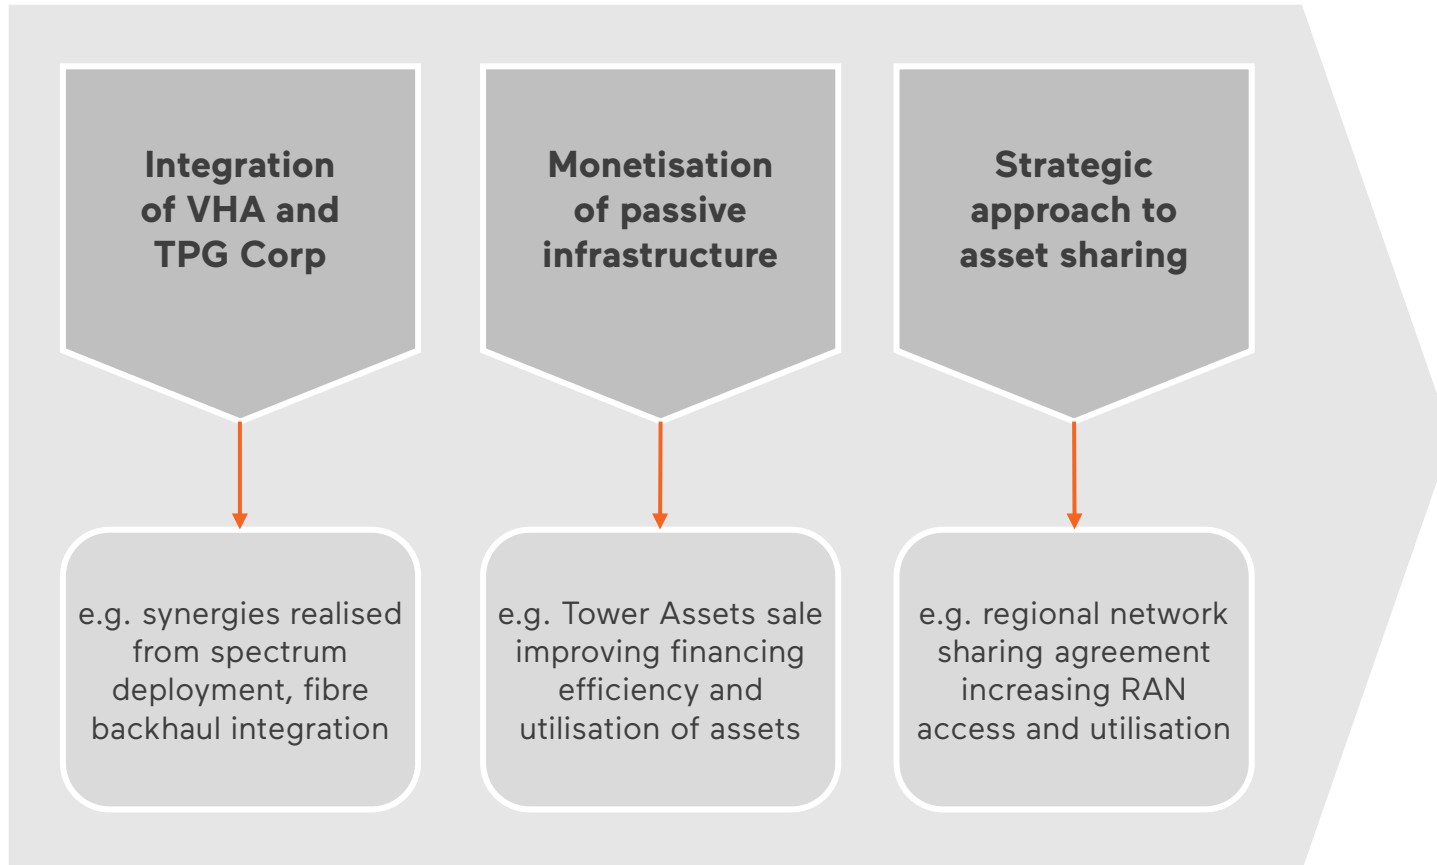 Integration
of VHA and
TPG Corp
Monetisation
of passive
infrastructure
Strategic
approach to
asset sharing
e.g. synergies realised
from spectrum
deployment, fibre
backhaul integration
e.g. Tower Assets sale
improving financing
efficiency and
utilisation of assets
e.g. regional network
sharing agreement
increasing RAN
access and utilisation